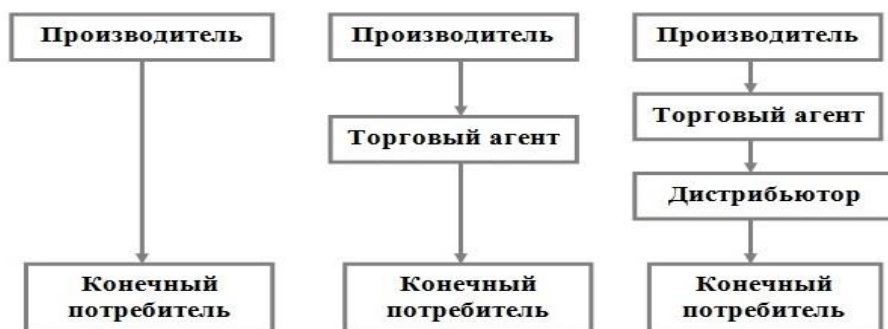 Производитель
Производитель
Производитель
Торговый агент
Торговый агент
Дистрибьютор
Конечный
потребитель
Конечный
потребитель
Конечный
потребитель